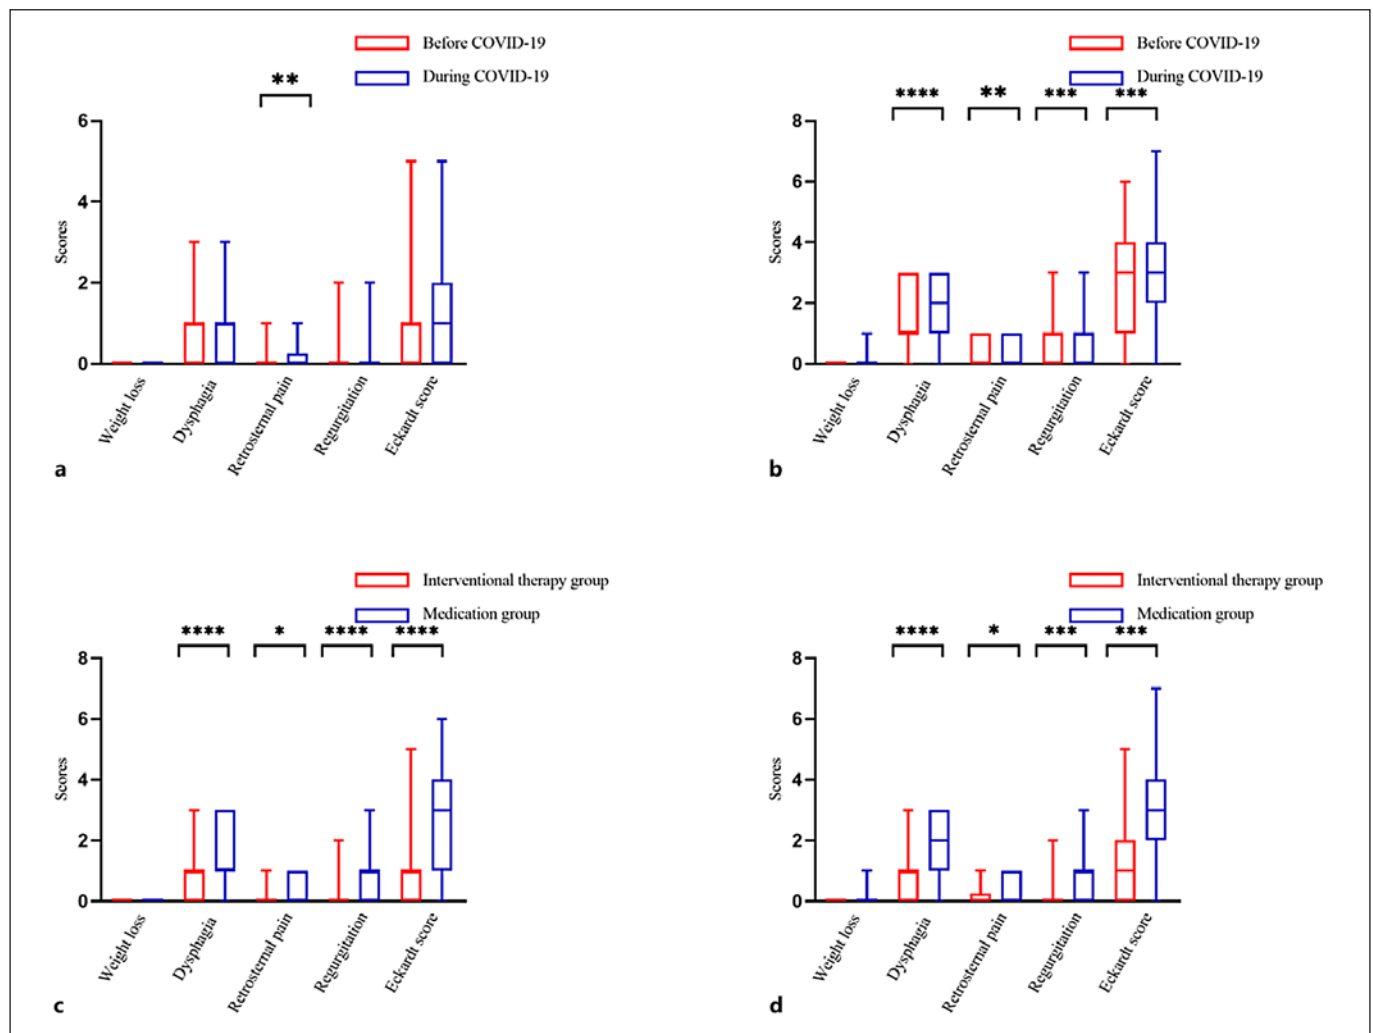 Before COVID-19
During COVID-19
**
6
4
2
0
Scores
Weight loss
Dysphagia
Retrosternal pain
Regurgitation
Eckardt score
a
Before COVID-19
During COVID-19
**** ** *** ***
8
6
4
2
0
Scores
Weight loss
Dysphagia
Retrosternal pain
Regurgitation
Eckardt score
b
Interventional therapy group
Medication group
**** * **** ****
8
6
4
2
0
Scores
Weight loss
Dysphagia
Retrosternal pain
Regurgitation
Eckardt score
c
Interventional therapy group
Medication group
**** * *** ***
8
6
4
2
0
Scores
Weight loss
Dysphagia
Retrosternal pain
Regurgitation
Eckardt score
d